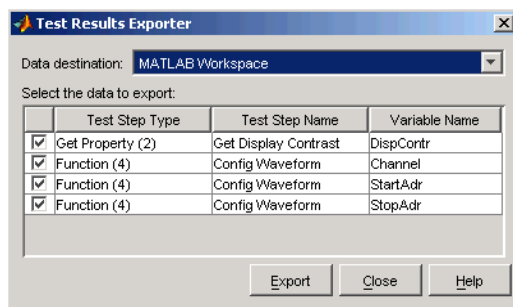 Test Results Exporter
Data destination: MATLAB Workspace
Select the data to export:
Test Step Type Test Step Name Variable Name
Get Property (2) Get Display Contrast DispContr
Function (4) Config Waveform Channel
Function (4) Config Waveform StartAdr
Function (4) Config Waveform StopAdr
Export Close Help